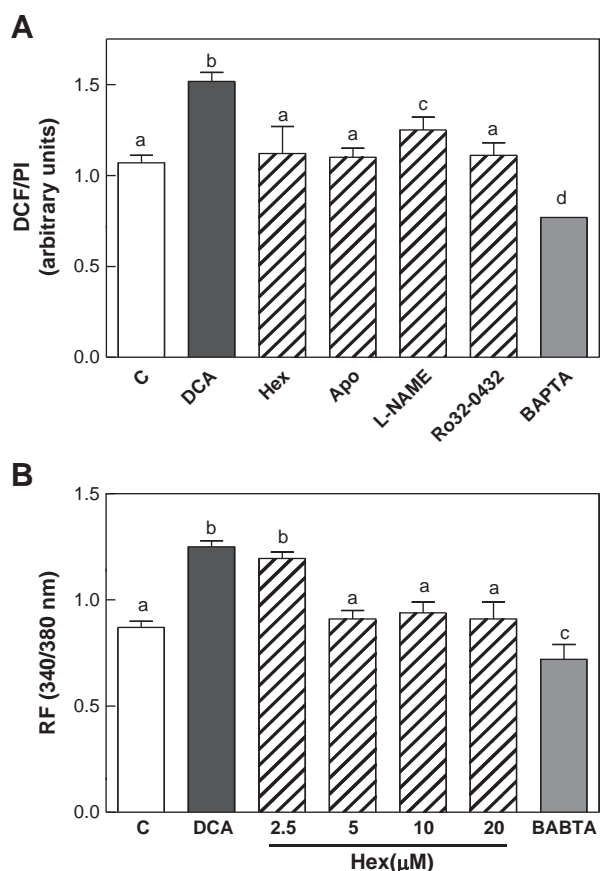 A
DCF/PI
(arbitrary units)
1.5
1.0
0.5
0.0
a
b
a
a
c
a
d
C
DCA
Hex
Apo
L-NAME
Ro32-0432
BAPTA
B
RF (340/380 nm)
1.5
1.0
0.5
0.0
a
b
b
a
a
a
c
C DCA 2.5 5 10 20 BABTA
Hex(μM)